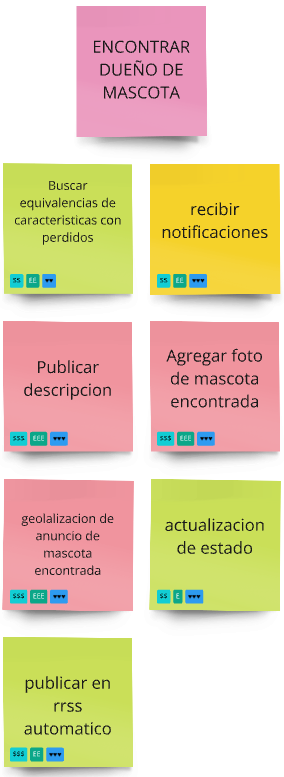 ENCONTRAR
DUEÑO DE
MASCOTA
Buscar
equivalencias de
caracteristicas con
perdidos
$$ EE ♥♥
recibir
notificaciones
$$ EE ♥♥♥
Publicar
descripcion
$$$ EEE ♥♥♥
Agregar foto
de mascota
encontrada
$$$ EEE ♥♥♥
geolalizacion de
anuncio de
mascota
encontrada
$$$ EEE ♥♥♥
actualizacion
de estado
$$ E ♥♥♥
publicar en
rrss
automatico
$$$ EE ♥♥